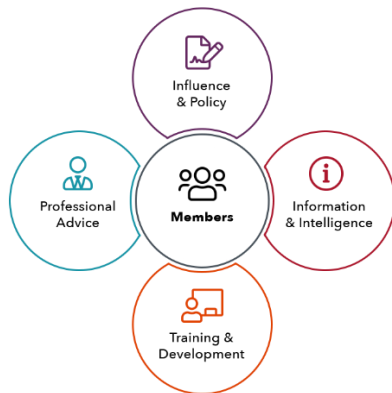 Influence
& Policy
Professional
Advice
Members
Information
& Intelligence
Training &
Development